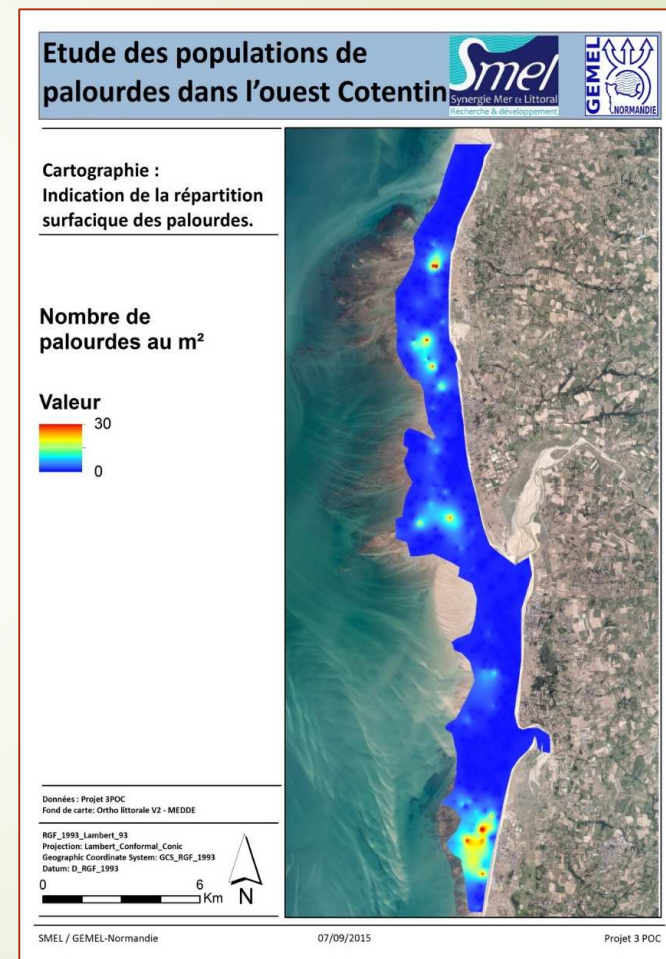 Etude des populations de
palourdes dans l’ouest Cotentin
Smel
Synergie Mer et Littoral
Recherche & développement
GEMEL
NORMANDIE
Cartographie :
Indication de la répartition
surfacique des palourdes.
Nombre de
palourdes au m²
Valeur
30
0
Données : Projet 3POC
Fond de carte: Ortho littorale V2 - MEDDE
RGF_1993_Lambert_93
Projection: Lambert_Conformal_Conic
Geographic Coordinate System: GCS_RGF_1993
Datum: D_RGF_1993
0 6
Km N
SMEL / GEMEL-Normandie 07/09/2015 Projet 3 POC